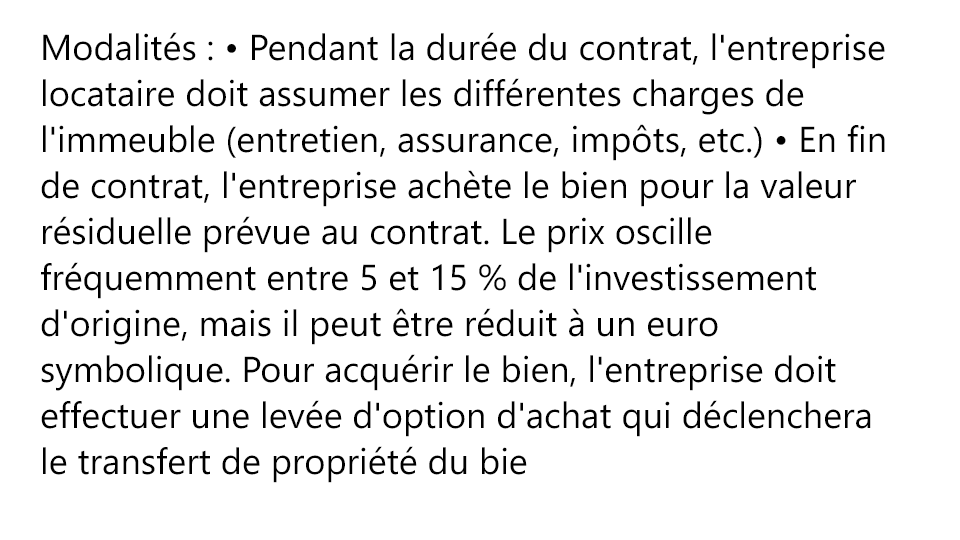 Modalités : • Pendant la durée du contrat, l'entreprise
locataire doit assumer les différentes charges de
l'immeuble (entretien, assurance, impôts, etc.) • En fin
de contrat, l'entreprise achète le bien pour la valeur
résiduelle prévue au contrat. Le prix oscille
fréquemment entre 5 et 15 % de l'investissement
d'origine, mais il peut être réduit à un euro
symbolique. Pour acquérir le bien, l'entreprise doit
effectuer une levée d'option d'achat qui déclenchera
le transfert de propriété du bie